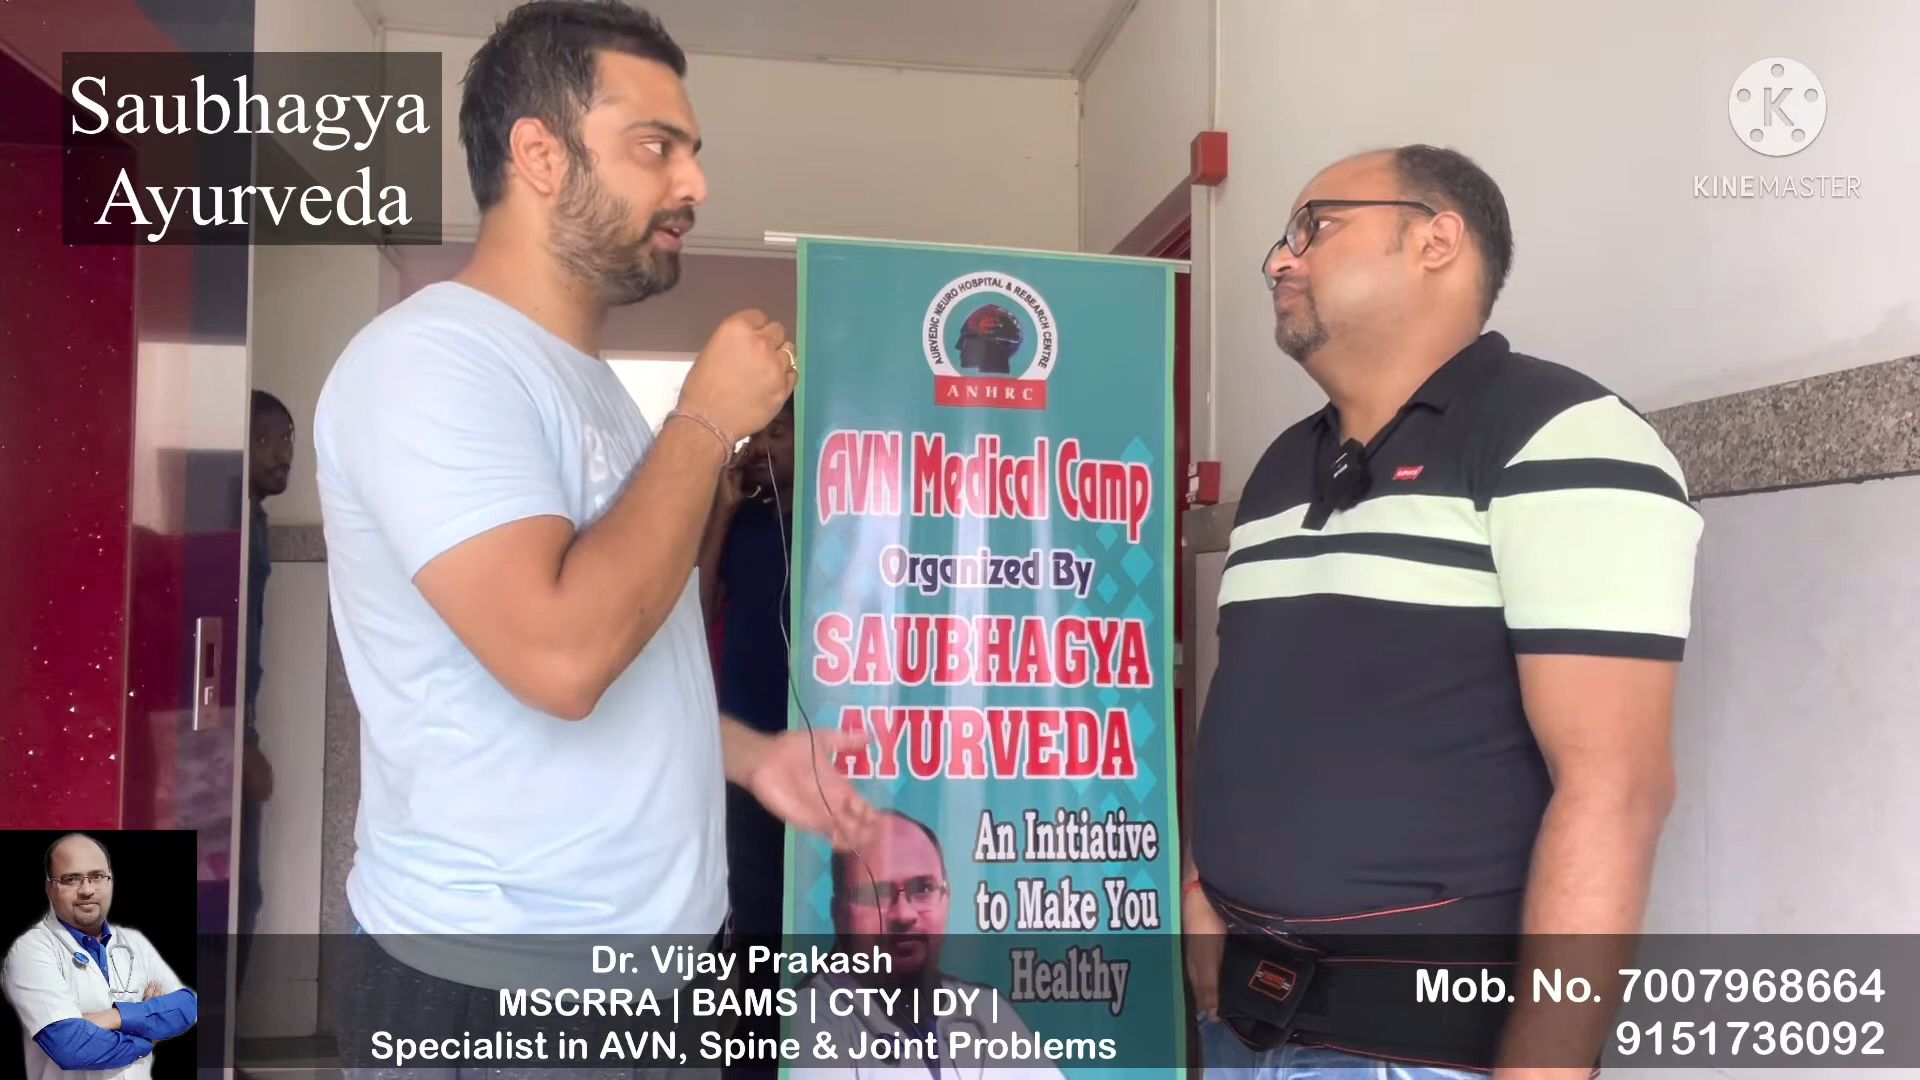 Saubhagya
Ayurveda
K
KINEMASTER
AURVEDIC NEURO HOSPITAL & RESEARCH CENTRE
ANHRC
AVN Medical Camp
Organized By
SAUBHAGYA
AYURVEDA
An Initiative
to Make You
Healthy
Dr. Vijay Prakash
MSCRRA | BAMS | CTY | DY |
Specialist in AVN, Spine & Joint Problems
Mob. No. 7007968664
9151736092